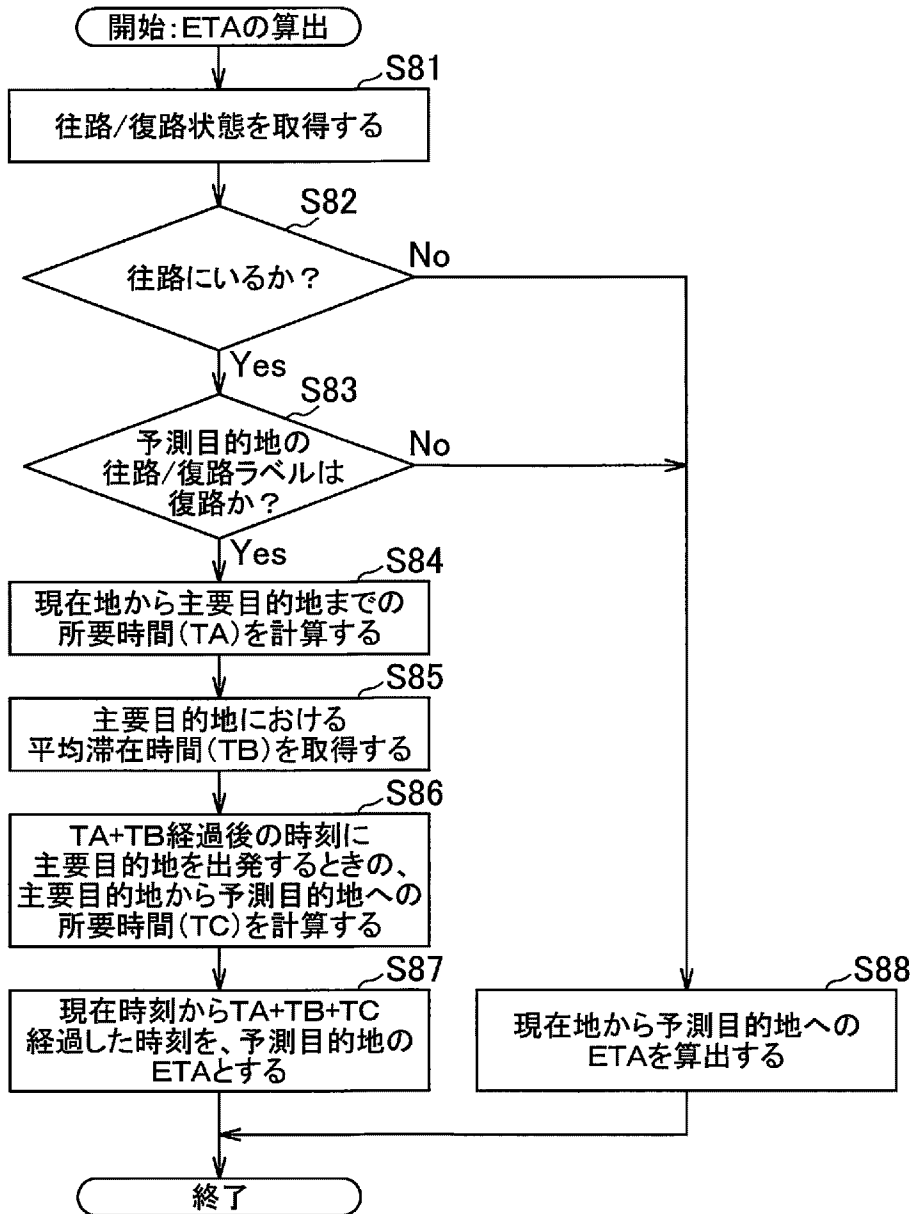 開始:ETAの算出
S81
往路/復路状態を取得する
S82
往路にいるか？
No
Yes
S83
予測目的地の
往路/復路ラベルは
復路か？
No
Yes
S84
現在地から主要目的地までの
所要時間(TA)を計算する
S85
主要目的地における
平均滞在時間(TB)を取得する
S86
TA+TB経過後の時刻に
主要目的地を出発するときの、
主要目的地から予測目的地への
所要時間(TC)を計算する
S87
現在時刻からTA+TB+TC
経過した時刻を、予測目的地の
ETAとする
S88
現在地から予測目的地への
ETAを算出する
終了